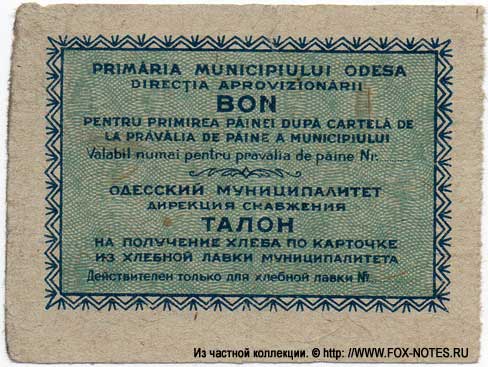 PRIMĂRIA MUNICIPIULUI ODESA
DIRECTIA APROVIZIONĂRII
BON
PENTRU PRIMIREA PÂINEI DUPĂ CARTELĂ DE
LA PRĂVĂLIA DE PÂINE A MUNICIPIULUI
Valabil numai pentru prăvalia de pâine Nr.
ОДЕССКИЙ МУНИЦИПАЛИТЕТ
ДИРЕКЦИЯ СНАБЖЕНИЯ
ТАЛОН
НА ПОЛУЧЕНИЕ ХЛЕБА ПО КАРТОЧКЕ
ИЗ ХЛЕБНОЙ ЛАВКИ МУНИЦИПАЛИТЕТА
Действителен только для хлебной лавки №
Из частной коллекции. © http: //WWW.FOX-NOTES.RU